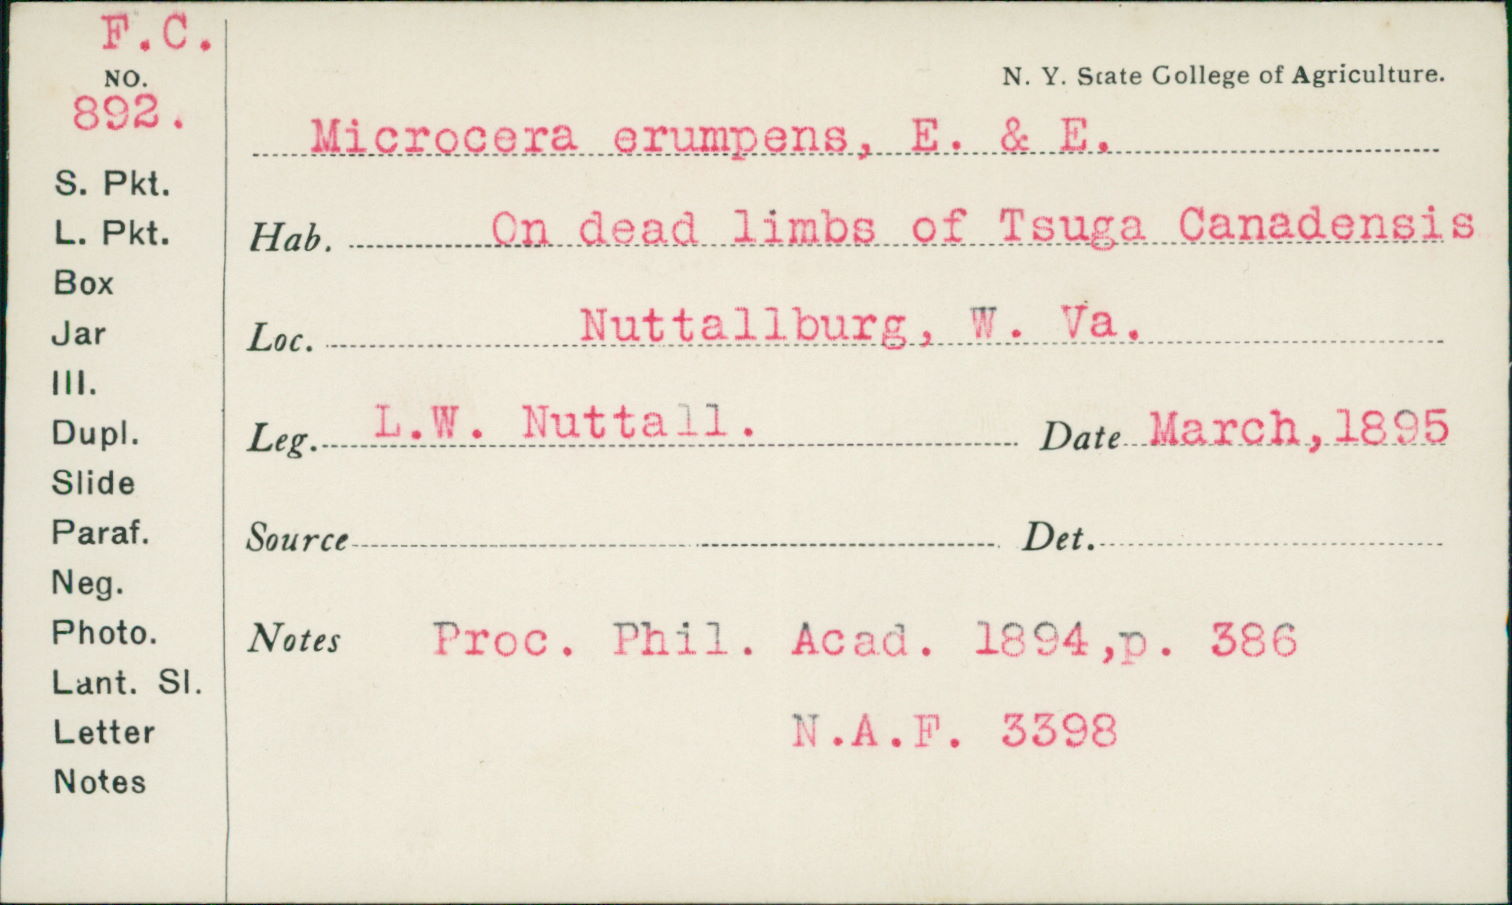 F.C.
NO.
892.
S. Pkt.
L. Pkt.
Box
Jar
Ill.
Dupl.
Slide
Paraf.
Neg.
Photo.
Lant. Sl.
Letter
Notes
N. Y. State College of Agriculture.
Microcera erumpens, E. & E.
Hab. On dead limbs of Tsuga Canadensis
Loc. Nuttallburg, W. Va.
Leg. L.W. Nuttall. Date March,1895
Source Det.
Notes Proc. Phil. Acad. 1894,p. 386
N.A.F. 3398